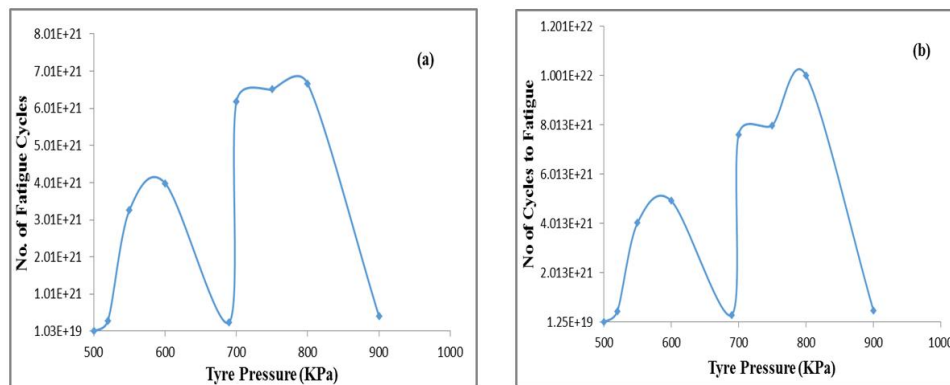 (a)
No. of Fatigue Cycles
8.01E+21
7.01E+21
6.01E+21
5.01E+21
4.01E+21
3.01E+21
2.01E+21
1.01E+21
1.03E+19
500 600 700 800 900 1000
Tyre Pressure (KPa)
(b)
No of Cycles to Fatigue
1.201E+22
1.001E+22
8.013E+21
6.013E+21
4.013E+21
2.013E+21
1.25E+19
500 600 700 800 900 1000
Tyre Pressure (KPa)